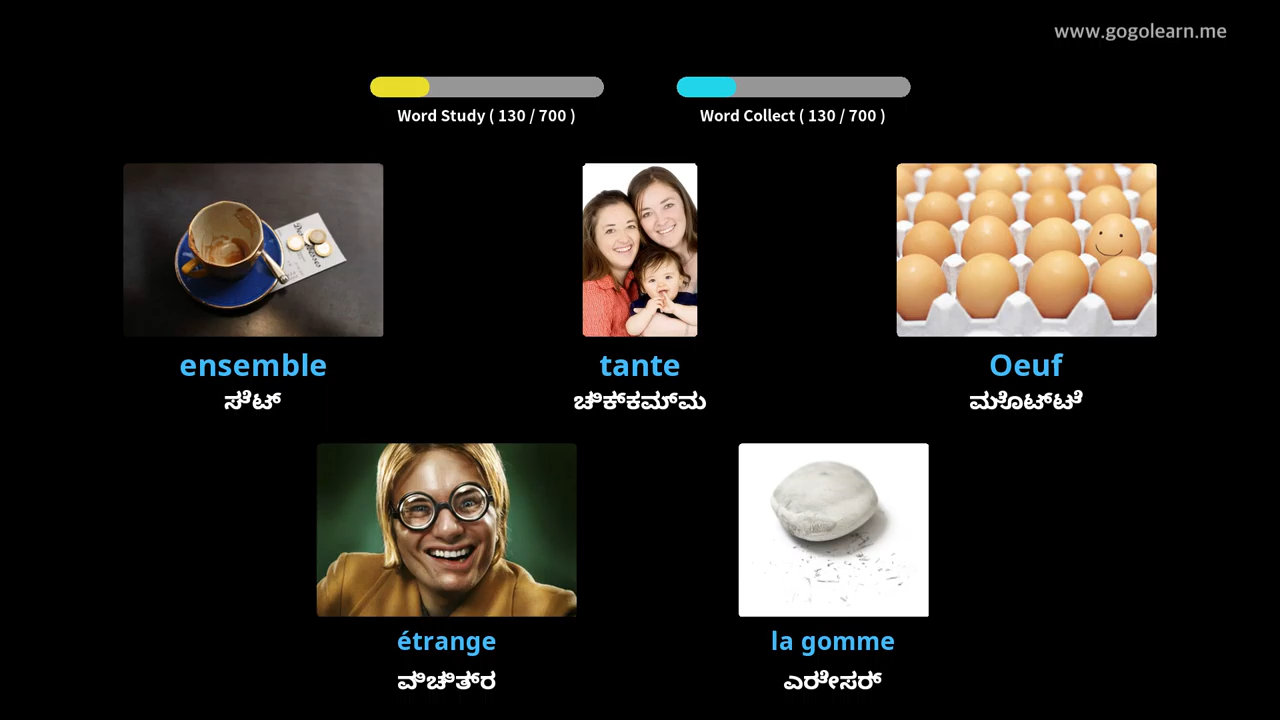 www.gogolearn.me
Word Study ( 130 / 700 )
Word Collect ( 130 / 700 )
ensemble
tante
Oeuf
ಸೆಟ್
ಚಿಕ್ಕಮ್ಮ
ಮೊಟ್ಟೆ
étrange
la gomme
ವಿಚಿತ್ರ
ಎರೇಸರ್